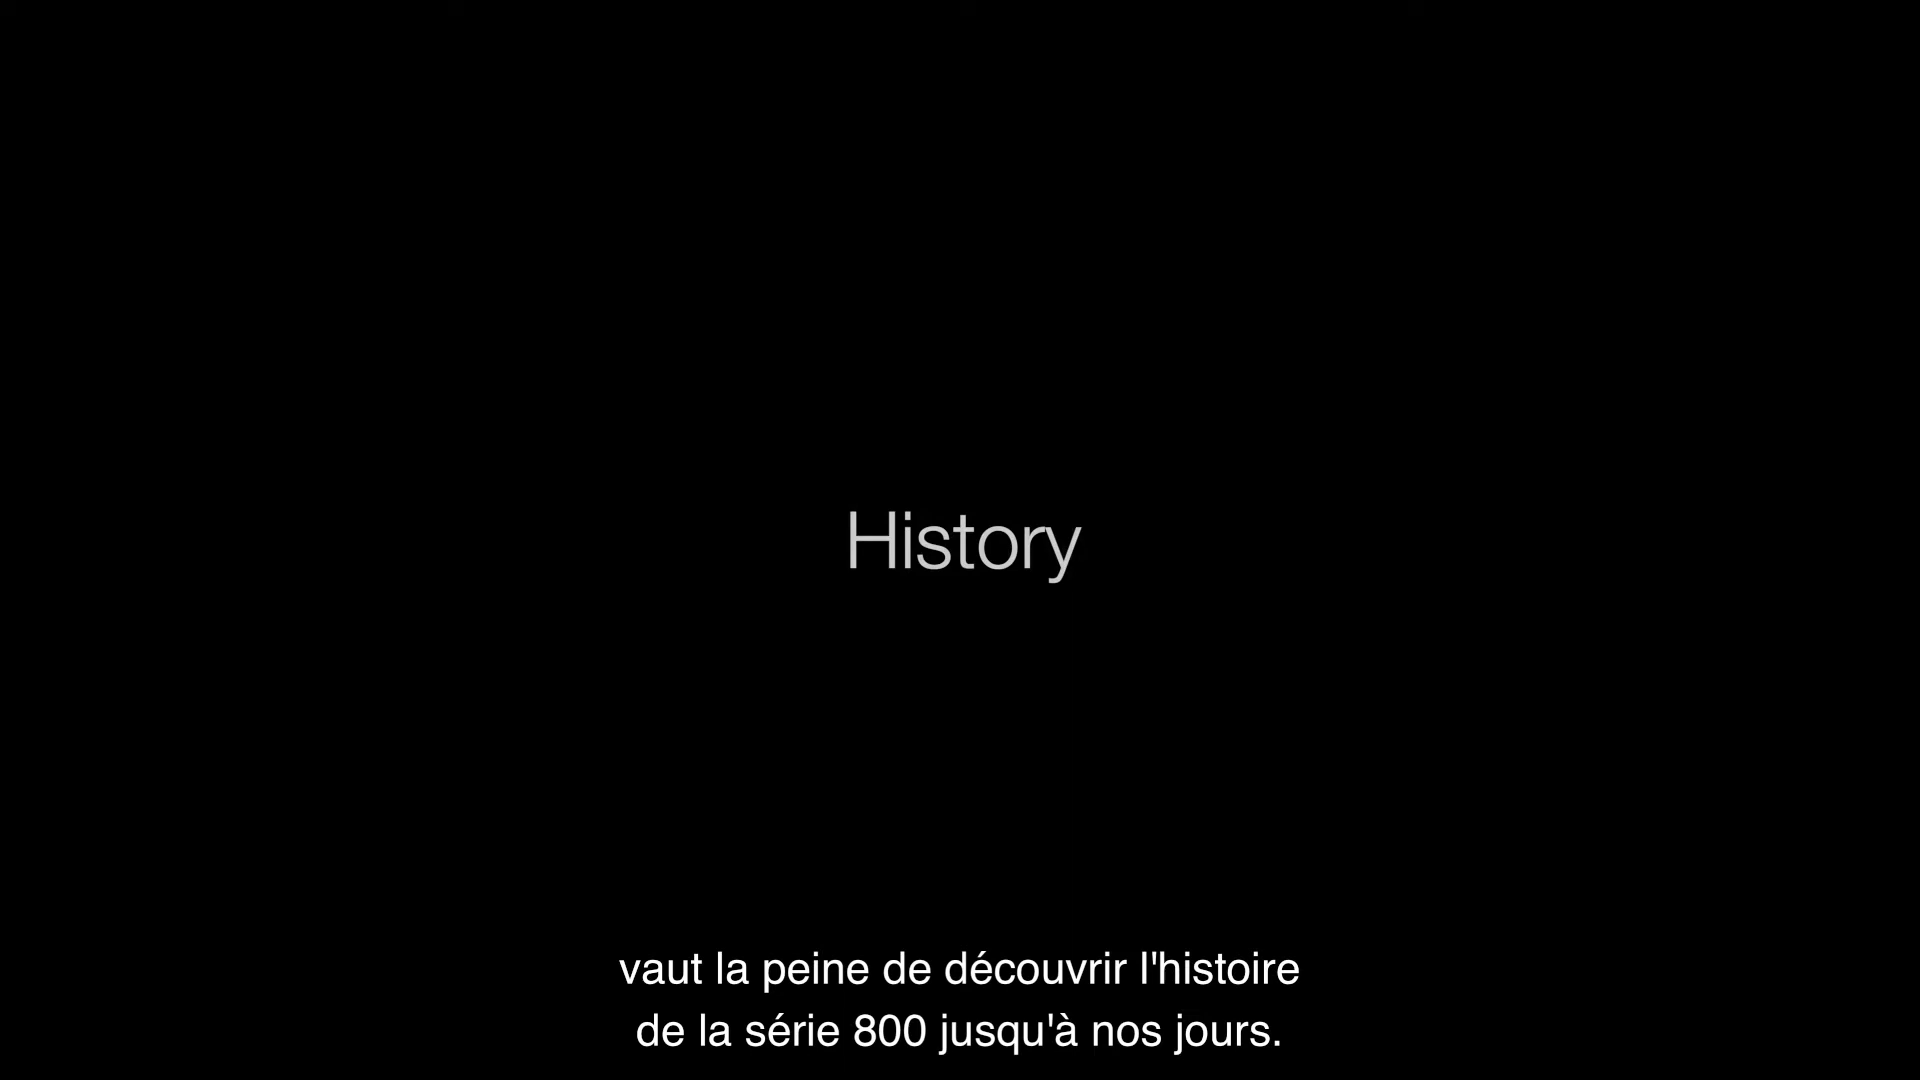 History
vaut la peine de découvrir l'histoire
de la série 800 jusqu'à nos jours.